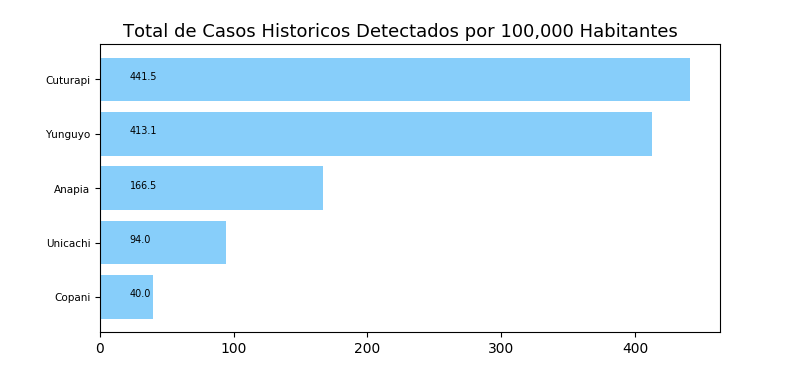 Total de Casos Historicos Detectados por 100,000 Habitantes
Cuturapi 441.5
Yunguyo 413.1
Anapia 166.5
Unicachi 94.0
Copani 40.0
0 100 200 300 400